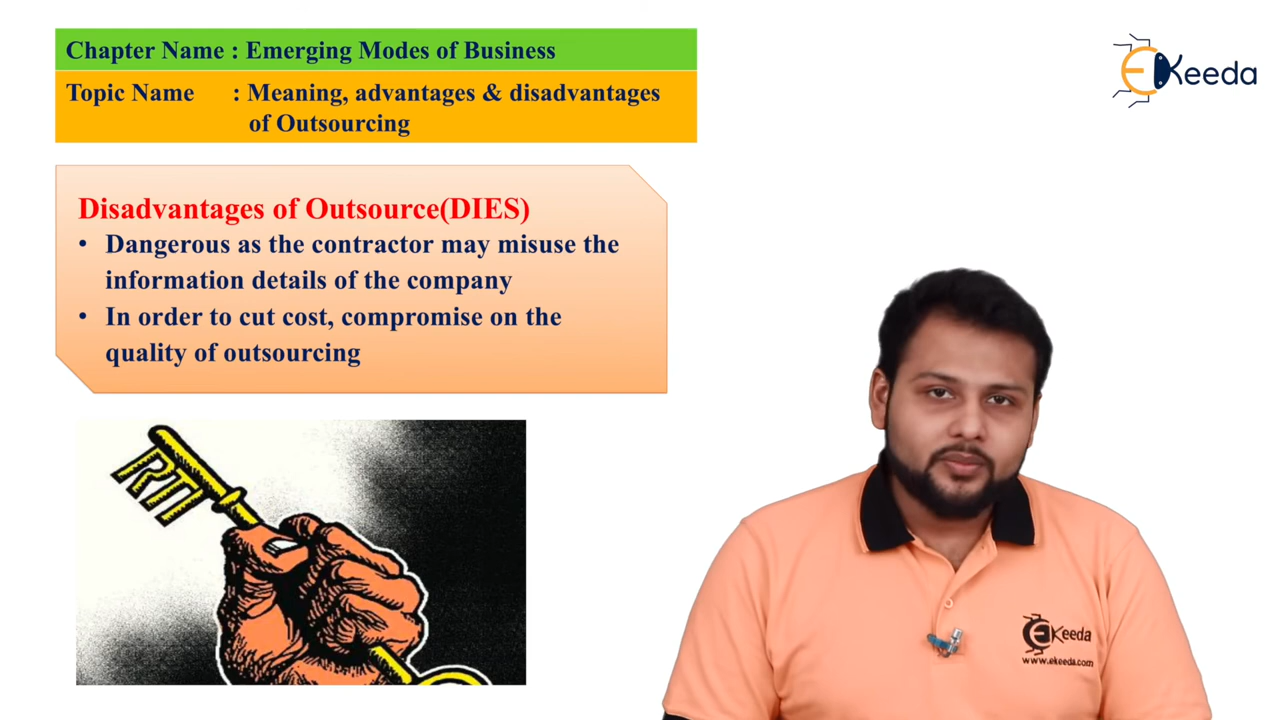 Chapter Name : Emerging Modes of Business
Topic Name : Meaning, advantages & disadvantages
of Outsourcing
EKeeda
Disadvantages of Outsource(DIES)
• Dangerous as the contractor may misuse the
information details of the company
• In order to cut cost, compromise on the
quality of outsourcing
RTI
EKeeda
www.ekeeda.com